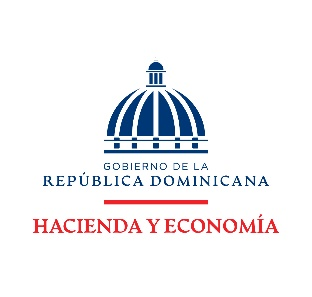 GOBIERNO DE LA
REPÚBLICA DOMINICANA
HACIENDA Y ECONOMÍA